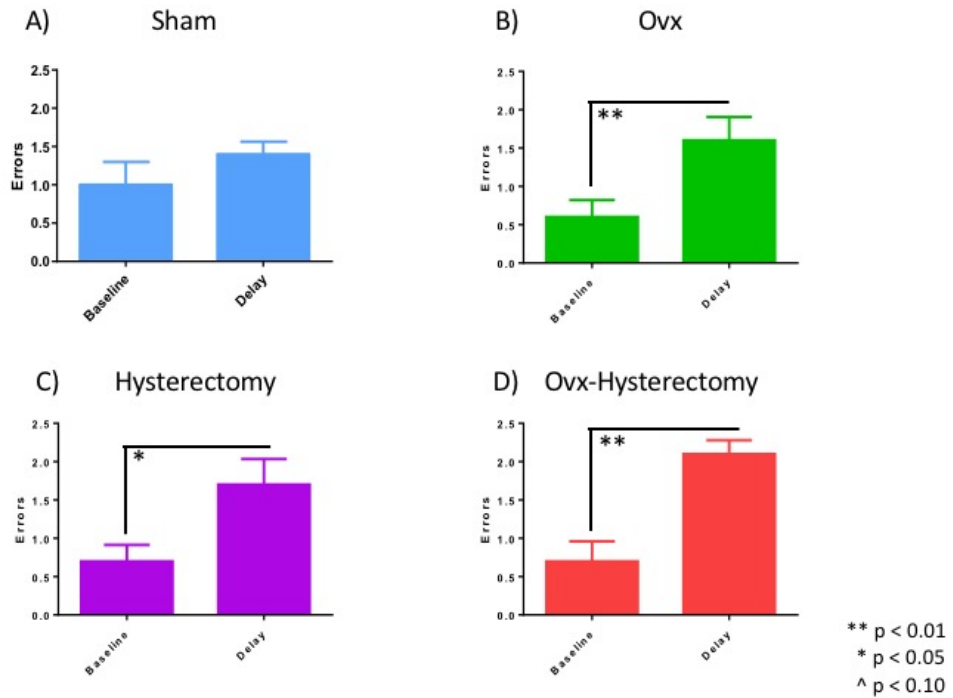 A) Sham
2.5
2.0
1.5
1.0
0.5
0.0
Errors
Baseline
Delay
B) Ovx
2.5
2.0
1.5
1.0
0.5
0.0
Errors
**
Baseline
Delay
C) Hysterectomy
2.5
2.0
1.5
1.0
0.5
0.0
Errors
*
Baseline
Delay
D) Ovx-Hysterectomy
2.5
2.0
1.5
1.0
0.5
0.0
Errors
**
Baseline
Delay
** p < 0.01
* p < 0.05
^ p < 0.10